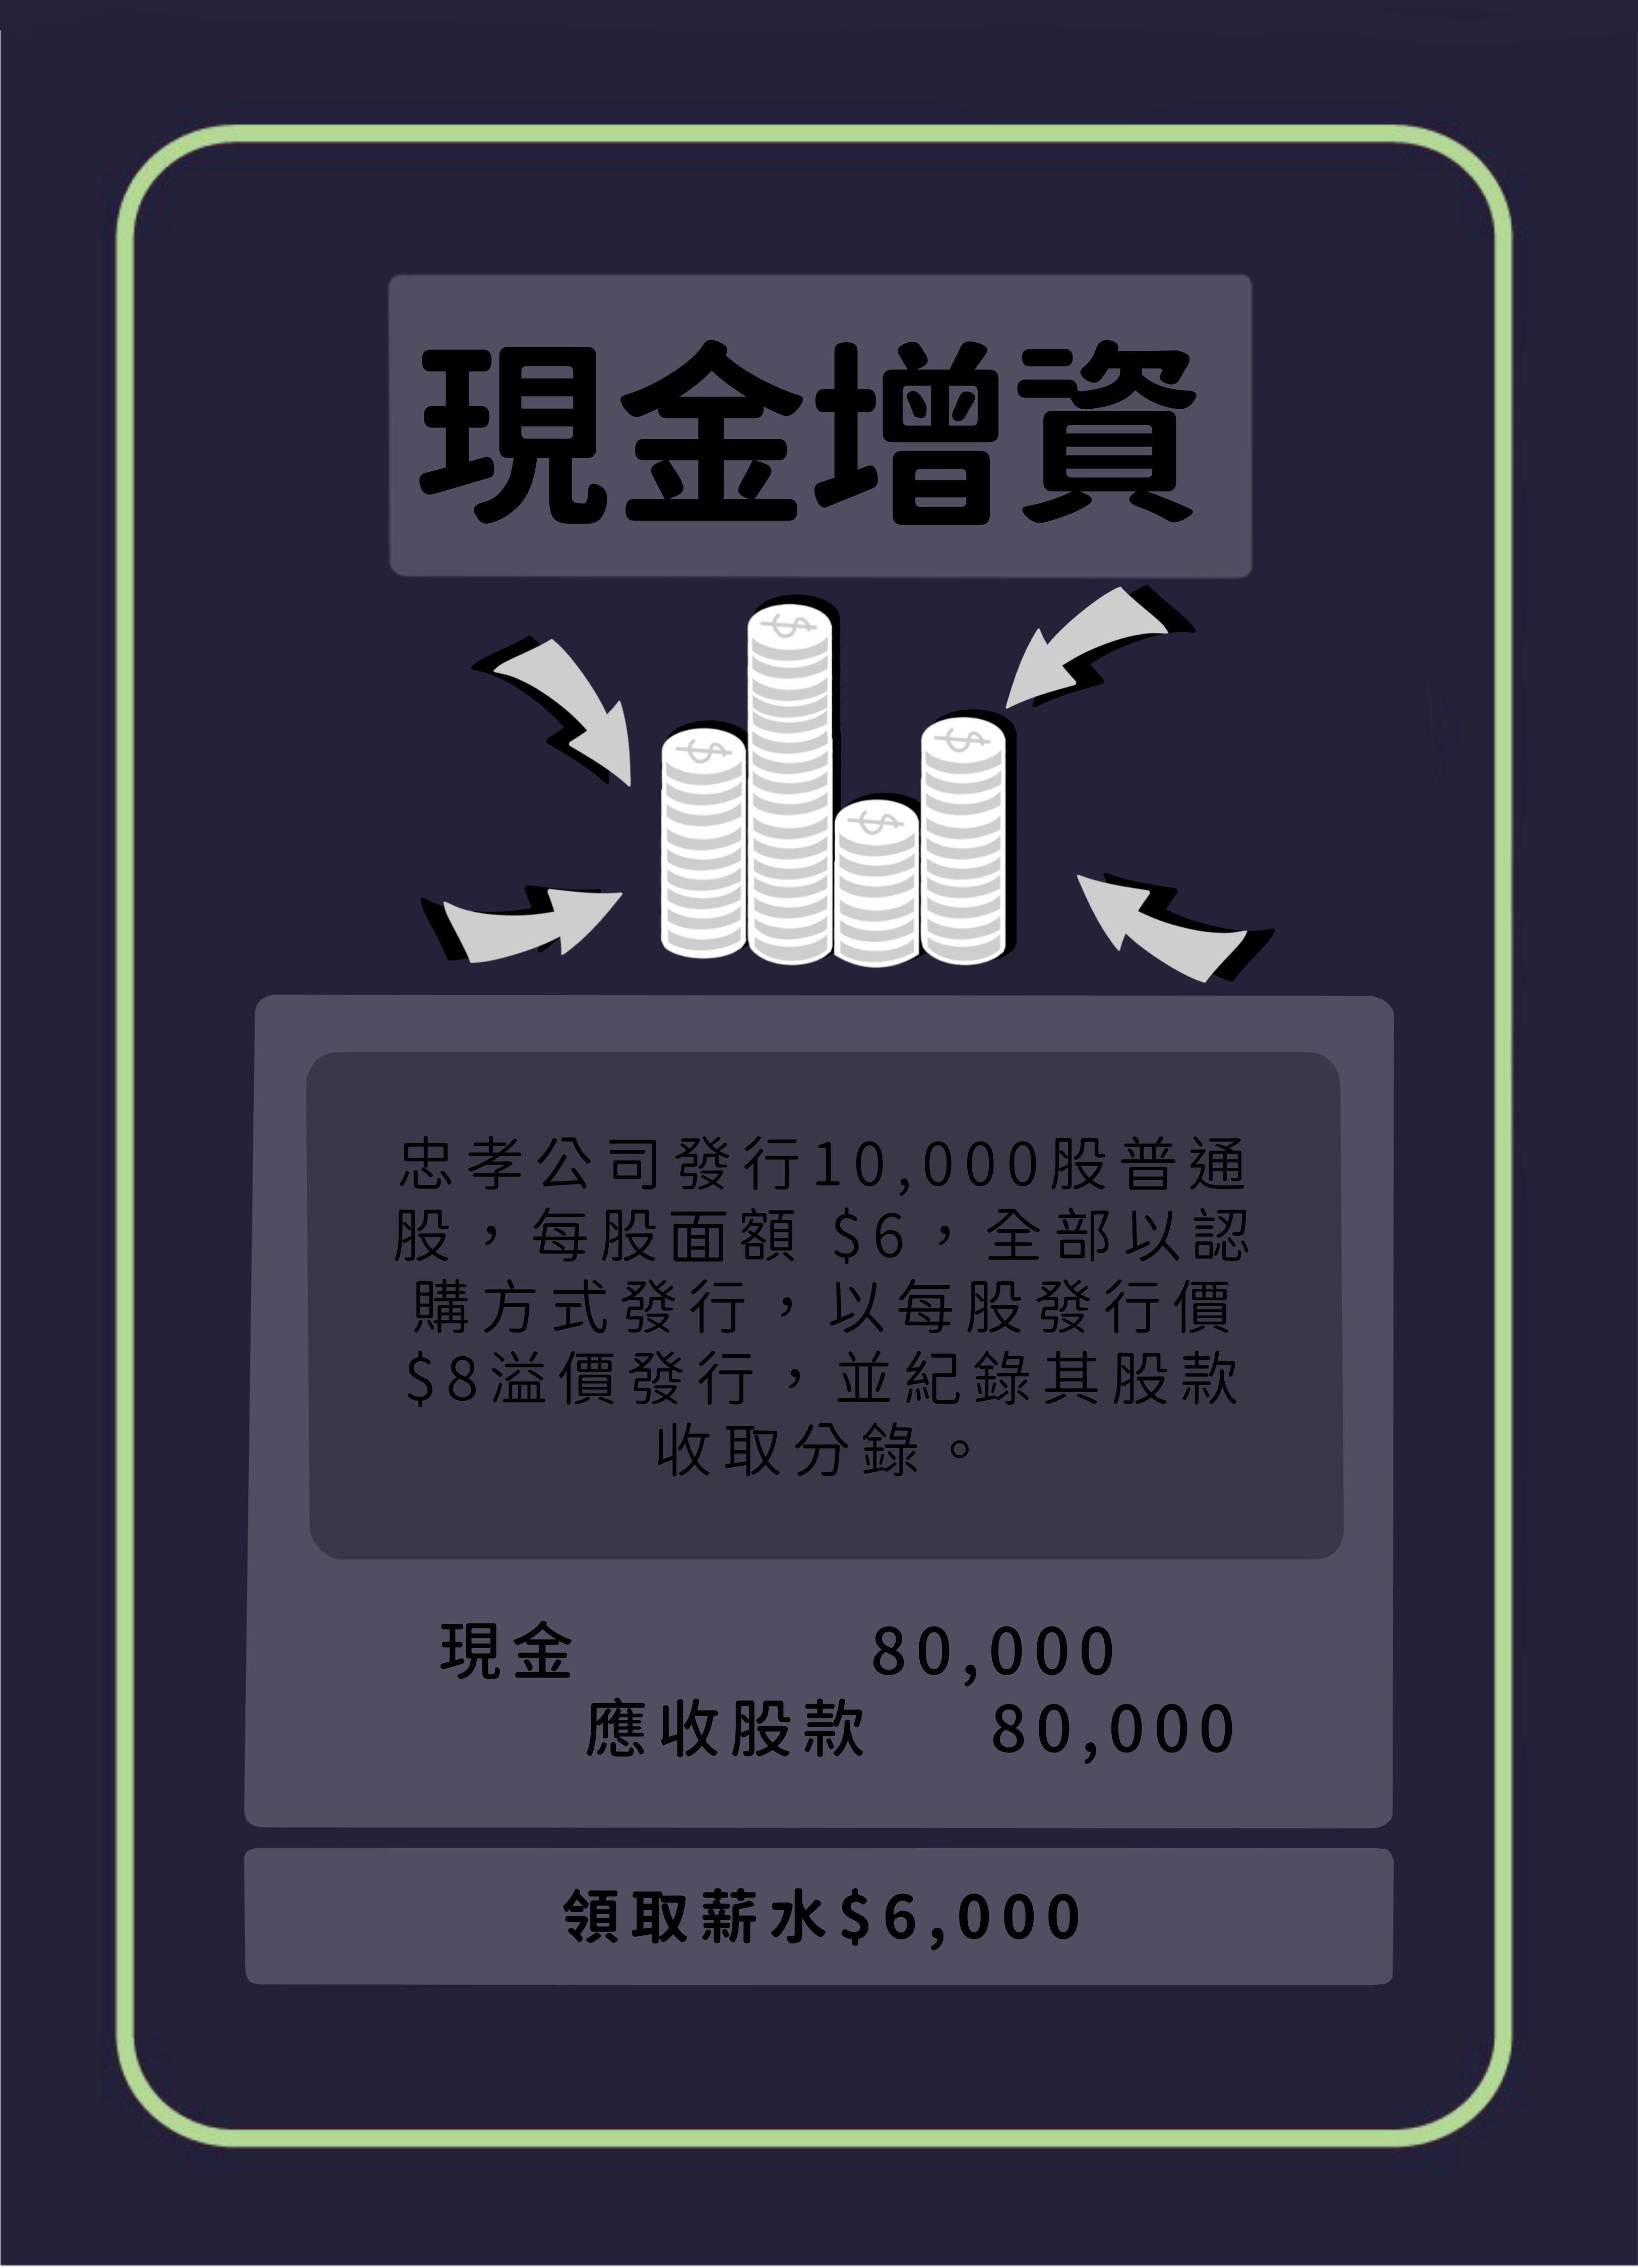 現金增資
忠孝公司發行10,000股普通
股，每股面額$6，全部以認
購方式發行，以每股發行價
$8溢價發行，並紀錄其股款
收取分錄。
現金 80,000
應收股款 80,000
領取薪水$6,000